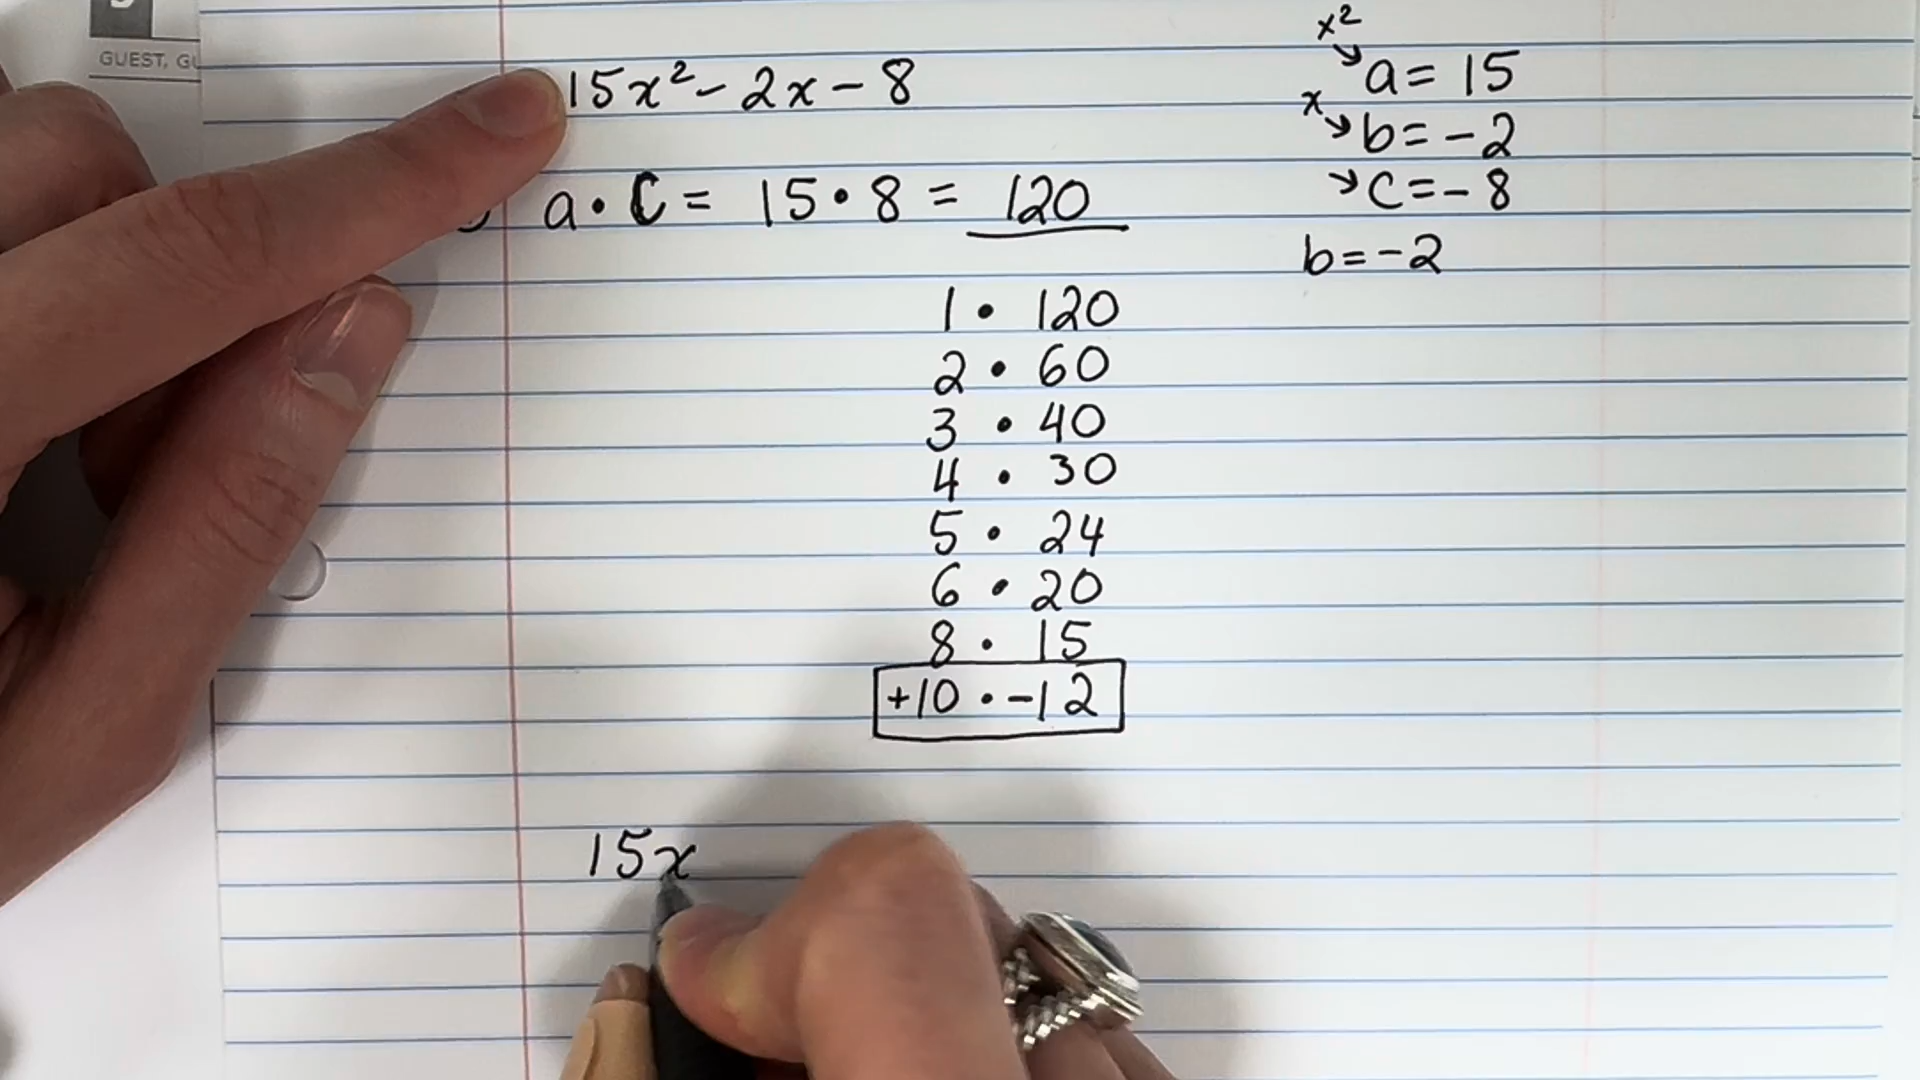 GUEST, GU
15x² - 2x - 8
a • C = 15 • 8 = 120
x²
→ a = 15
x
→ b = -2
→ C = - 8
b = -2
1 • 120
2 • 60
3 • 40
4 • 30
5 • 24
6 • 20
8 • 15
+10 • -12
15x